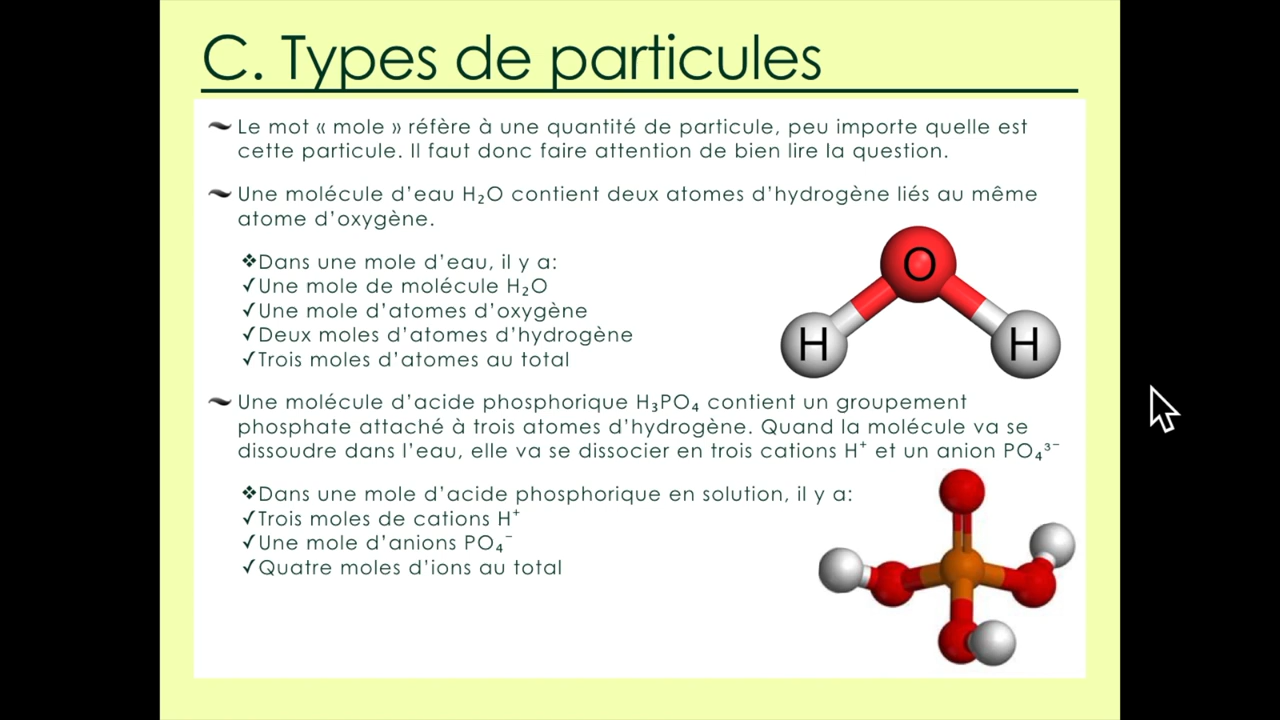 C. Types de particules
Le mot « mole » réfère à une quantité de particule, peu importe quelle est
cette particule. Il faut donc faire attention de bien lire la question.
Une molécule d'eau H₂O contient deux atomes d'hydrogène liés au même
atome d'oxygène.
❖Dans une mole d'eau, il y a:
✓Une mole de molécule H₂O
✓Une mole d'atomes d'oxygène
✓Deux moles d'atomes d'hydrogène
✓Trois moles d'atomes au total
O
H H
Une molécule d'acide phosphorique H₃PO₄ contient un groupement
phosphate attaché à trois atomes d'hydrogène. Quand la molécule va se
dissoudre dans l'eau, elle va se dissocier en trois cations H⁺ et un anion PO₄³⁻
❖Dans une mole d'acide phosphorique en solution, il y a:
✓Trois moles de cations H⁺
✓Une mole d'anions PO₄⁻
✓Quatre moles d'ions au total